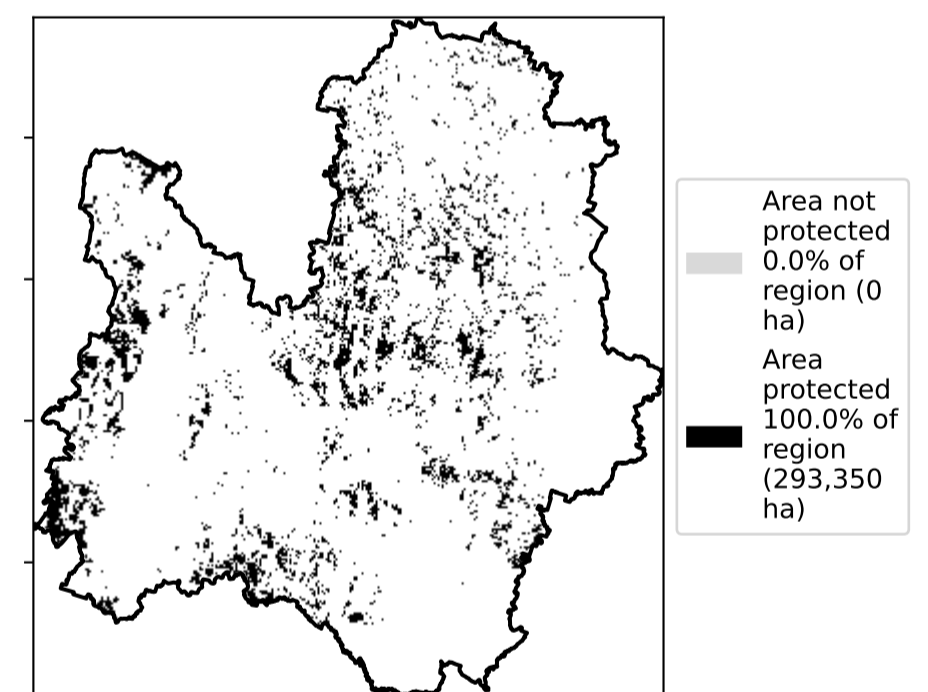 Area not
protected
0.0% of
region (0
ha)
Area
protected
100.0% of
region
(293,350
ha)